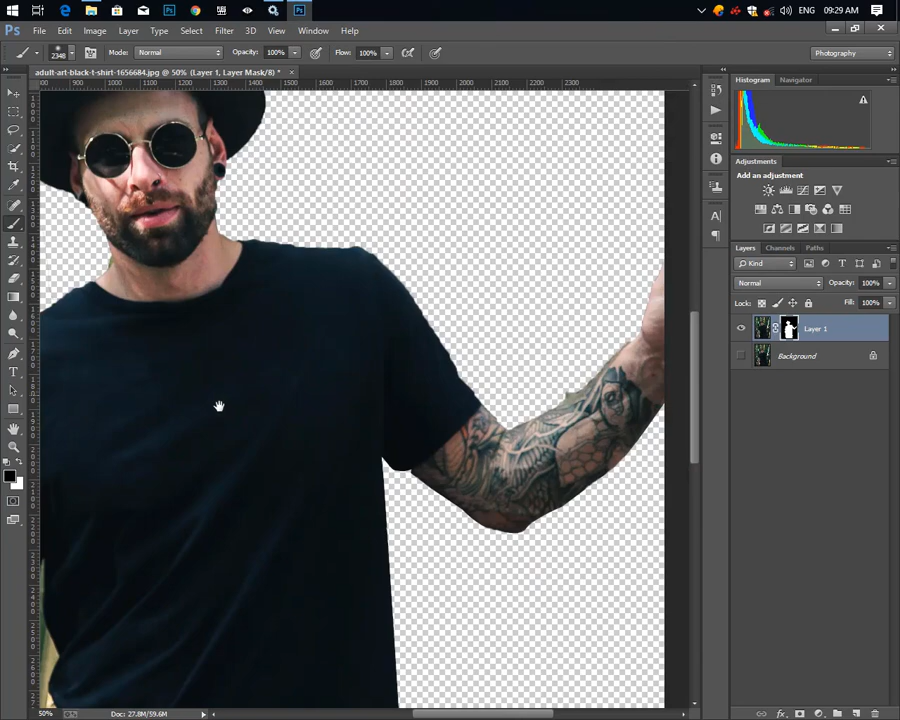 ENG
09:29 AM
Ps File Edit Image Layer Type Select Filter 3D View Window Help
2348 Mode: Normal Opacity: 100% Flow: 100% Photography
adult-art-black-t-shirt-1656684.jpg @ 50% (Layer 1, Layer Mask/8) * ×
Histogram Navigator
Adjustments
Add an adjustment
Layers Channels Paths
Kind
Normal Opacity: 100%
Lock: Fill: 100%
Layer 1
Background
50% Doc: 27.8M/59.6M